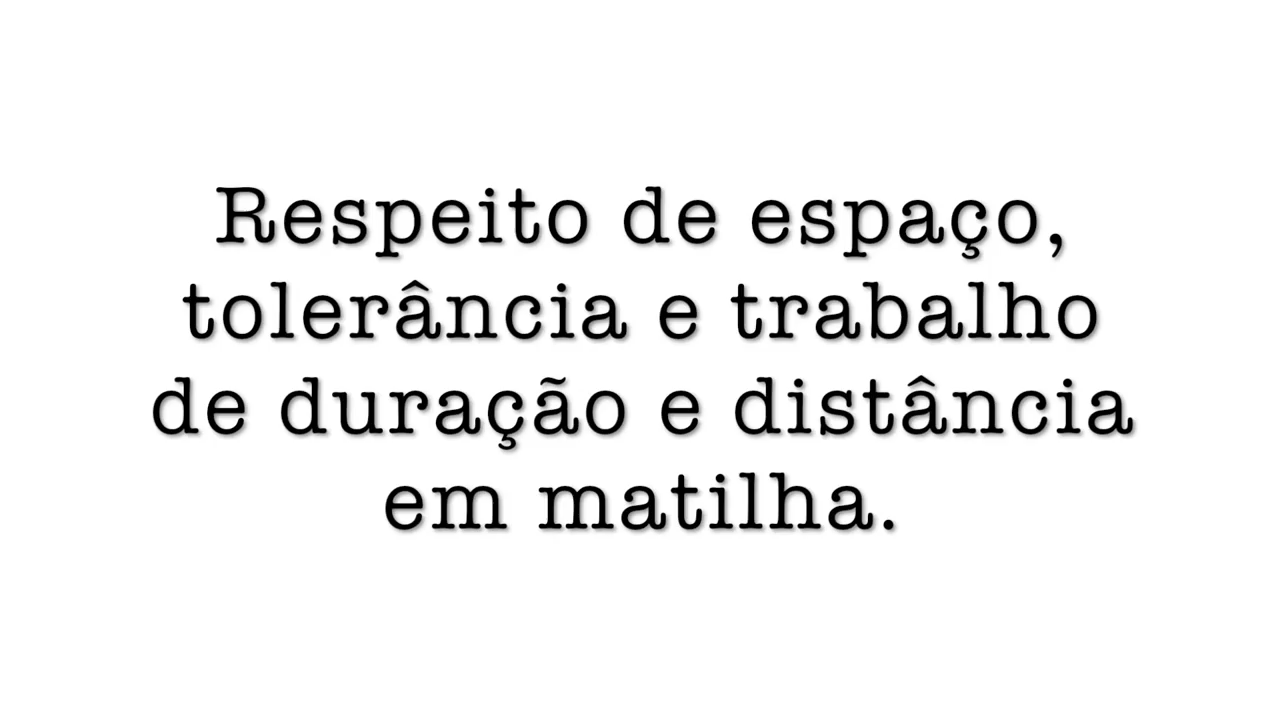 Respeito de espaço,
tolerância e trabalho
de duração e distância
em matilha.